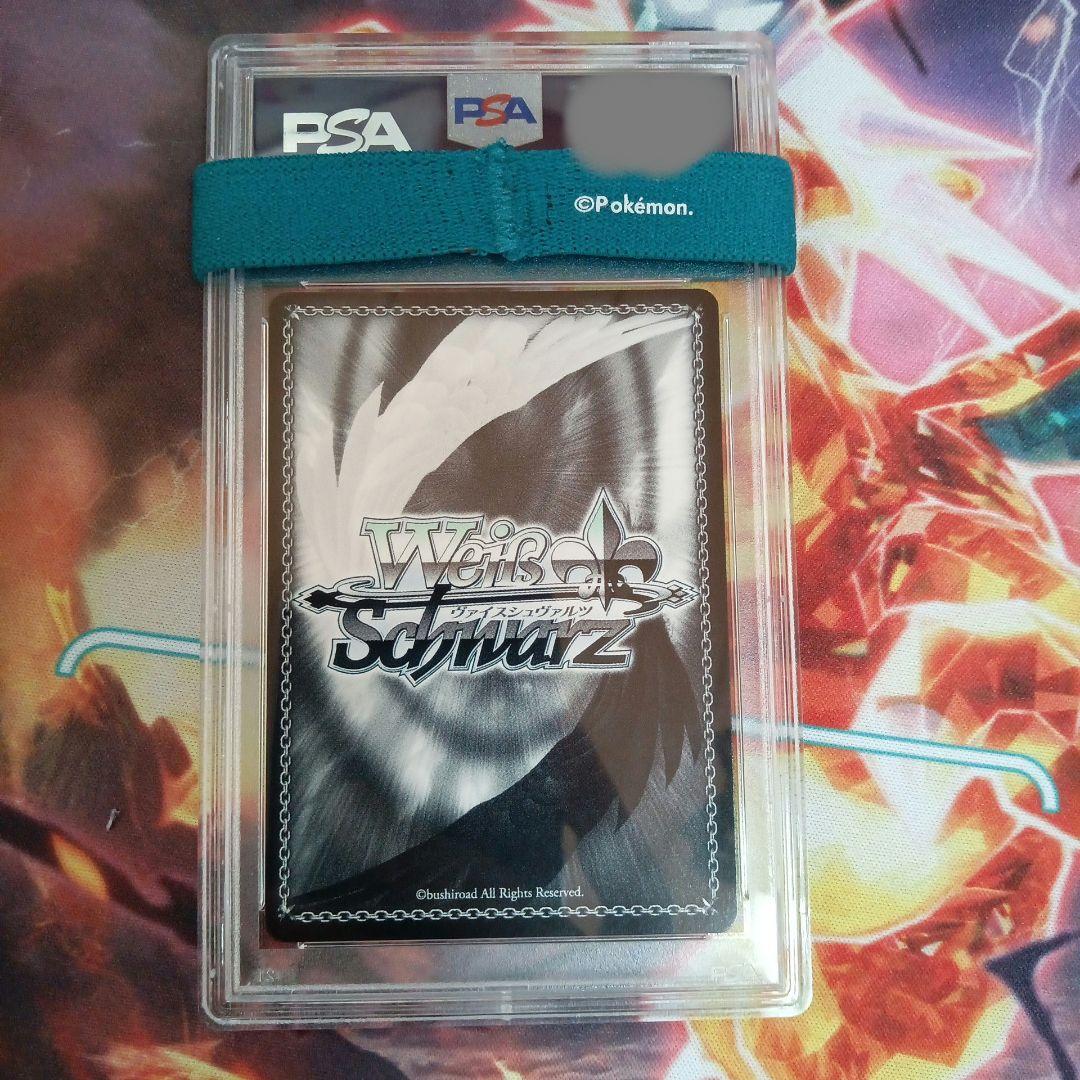 PSA
PSA
©Pokémon.
Weiß
ヴァイスシュヴァルツ
Schwarz
©bushiroad All Rights Reserved.
PSA